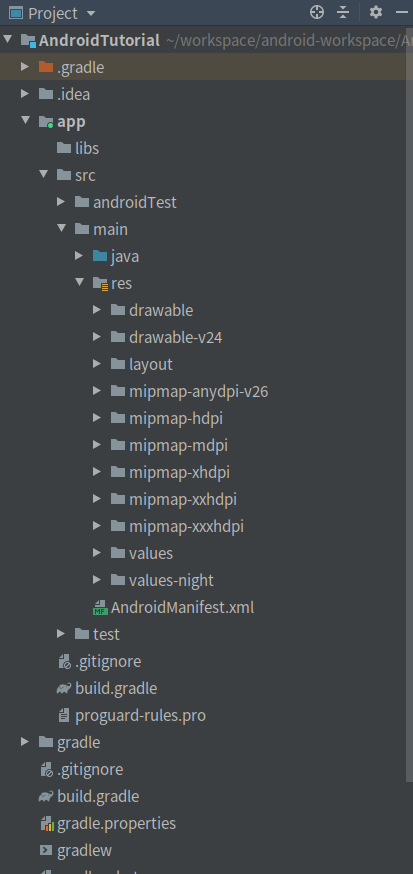 Project
AndroidTutorial ~/workspace/android-workspace/A
.gradle
.idea
app
libs
src
androidTest
main
java
res
drawable
drawable-v24
layout
mipmap-anydpi-v26
mipmap-hdpi
mipmap-mdpi
mipmap-xhdpi
mipmap-xxhdpi
mipmap-xxxhdpi
values
values-night
MF AndroidManifest.xml
test
.gitignore
build.gradle
proguard-rules.pro
gradle
.gitignore
build.gradle
gradle.properties
gradlew